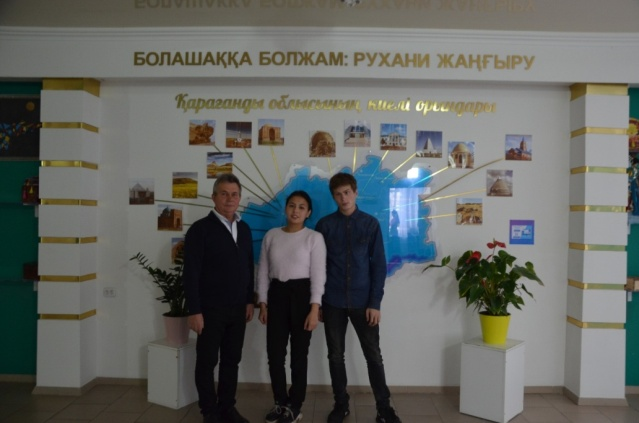 БОЛАШАҚҚА БОЛЖАМ: РУХАНИ ЖАҢҒЫРУ
Қарағанды облысының киелі орындары